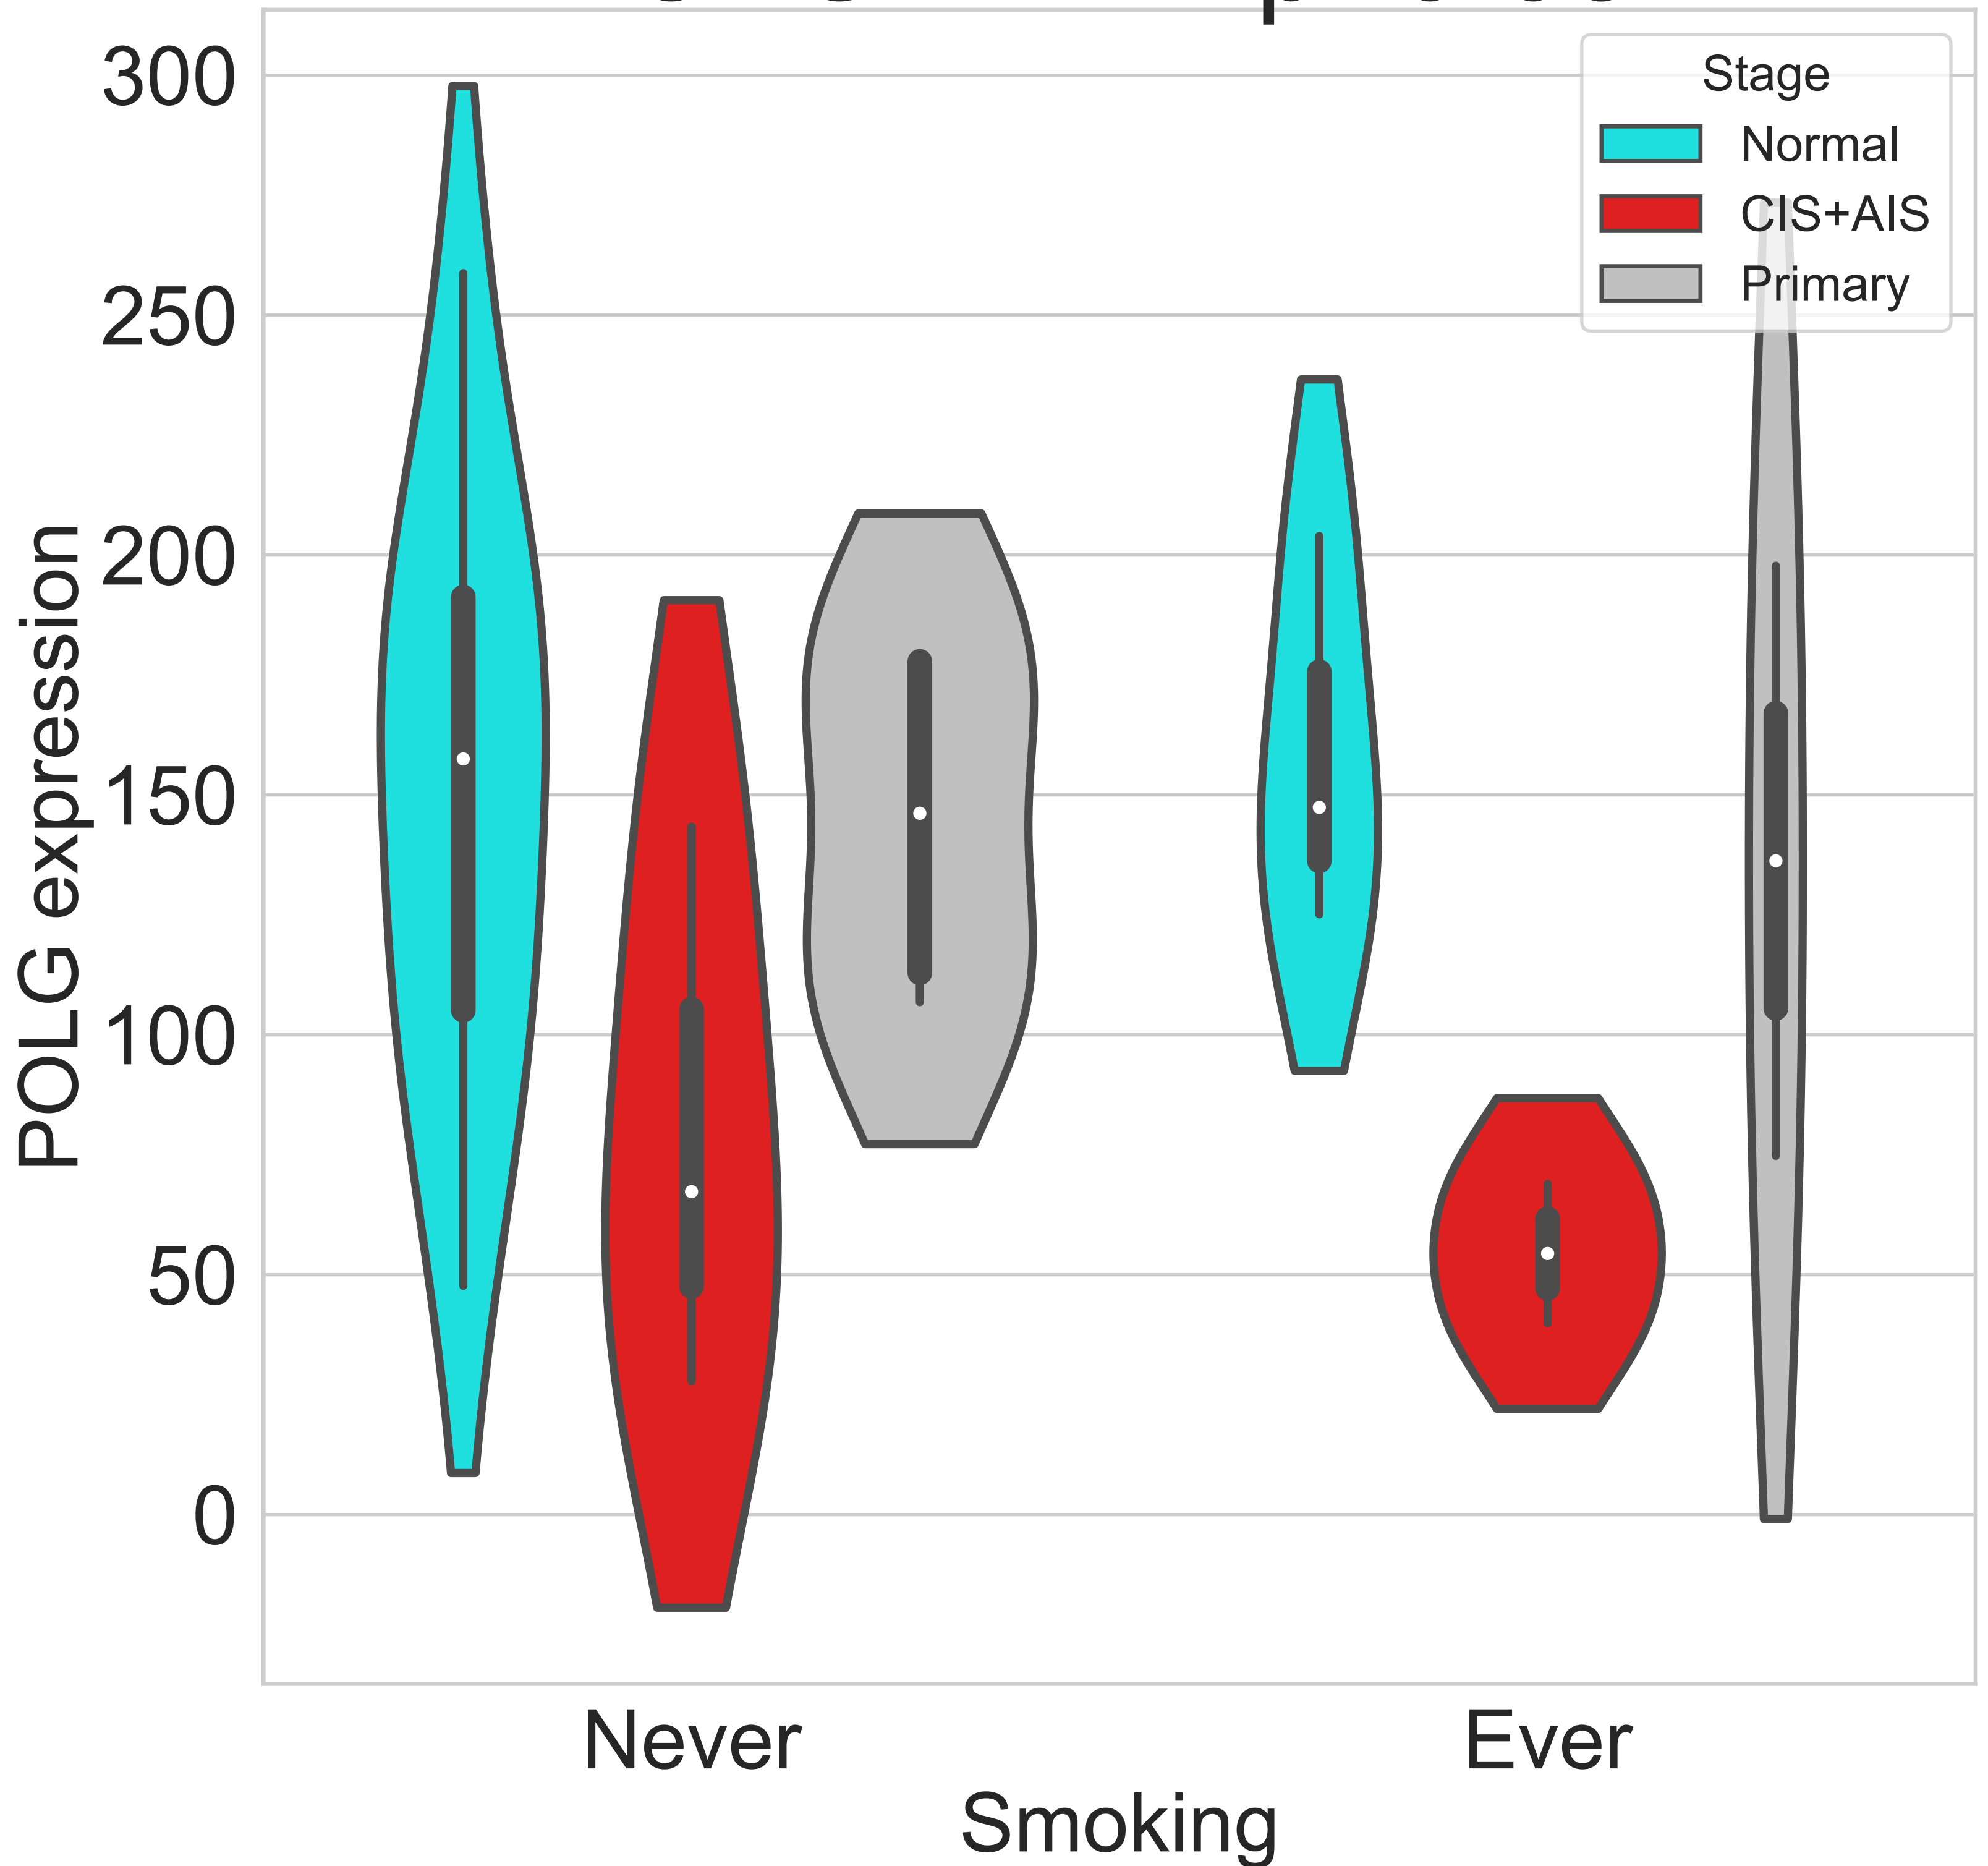 Stage
Normal
CIS+AIS
Primary
300
250
200
150
100
50
0
POLG expression
Never
Ever
Smoking